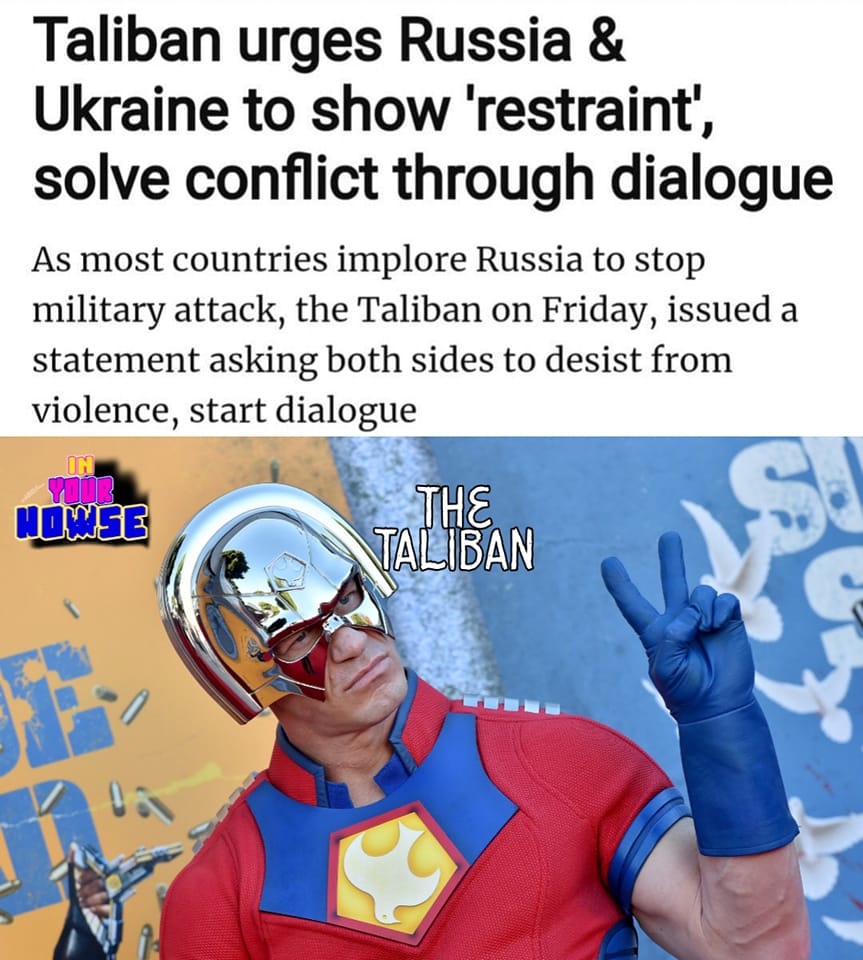 Taliban urges Russia &
Ukraine to show 'restraint',
solve conflict through dialogue
As most countries implore Russia to stop
military attack, the Taliban on Friday, issued a
statement asking both sides to desist from
violence, start dialogue
IN
YOUR
HOWSE
THE
TALIBAN